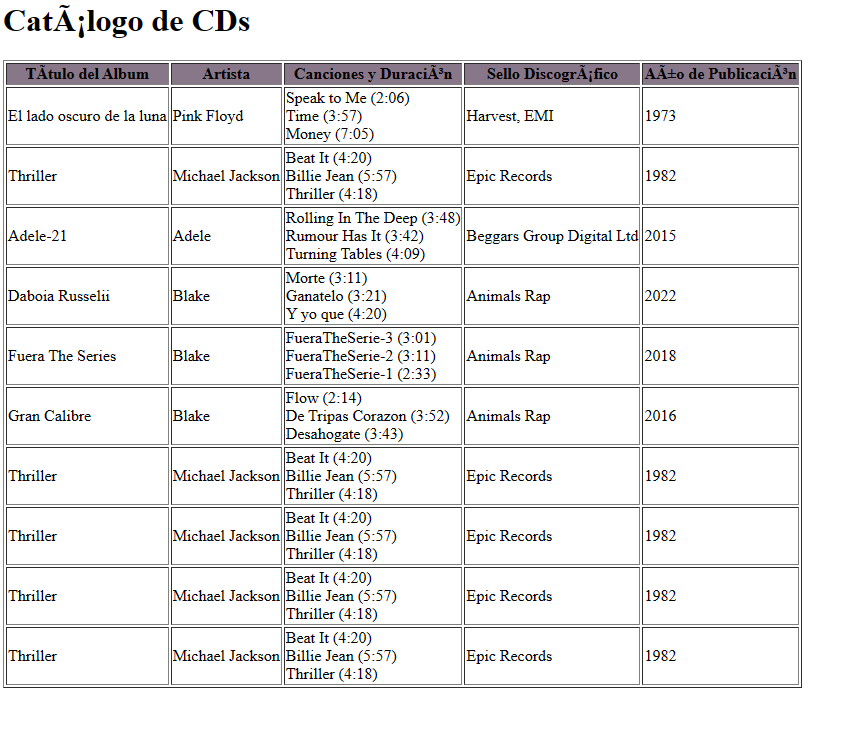 CatÃ¡logo de CDs
TÃtulo del Album Artista Canciones y DuraciÃ³n Sello DiscogrÃ¡fico AÃ±o de PublicaciÃ³n
El lado oscuro de la luna Pink Floyd Speak to Me (2:06)
Time (3:57)
Money (7:05) Harvest, EMI 1973
Thriller Michael Jackson Beat It (4:20)
Billie Jean (5:57)
Thriller (4:18) Epic Records 1982
Adele-21 Adele Rolling In The Deep (3:48)
Rumour Has It (3:42)
Turning Tables (4:09) Beggars Group Digital Ltd 2015
Daboia Russelii Blake Morte (3:11)
Ganatelo (3:21)
Y yo que (4:20) Animals Rap 2022
Fuera The Series Blake FueraTheSerie-3 (3:01)
FueraTheSerie-2 (3:11)
FueraTheSerie-1 (2:33) Animals Rap 2018
Gran Calibre Blake Flow (2:14)
De Tripas Corazon (3:52)
Desahogate (3:43) Animals Rap 2016
Thriller Michael Jackson Beat It (4:20)
Billie Jean (5:57)
Thriller (4:18) Epic Records 1982
Thriller Michael Jackson Beat It (4:20)
Billie Jean (5:57)
Thriller (4:18) Epic Records 1982
Thriller Michael Jackson Beat It (4:20)
Billie Jean (5:57)
Thriller (4:18) Epic Records 1982
Thriller Michael Jackson Beat It (4:20)
Billie Jean (5:57)
Thriller (4:18) Epic Records 1982